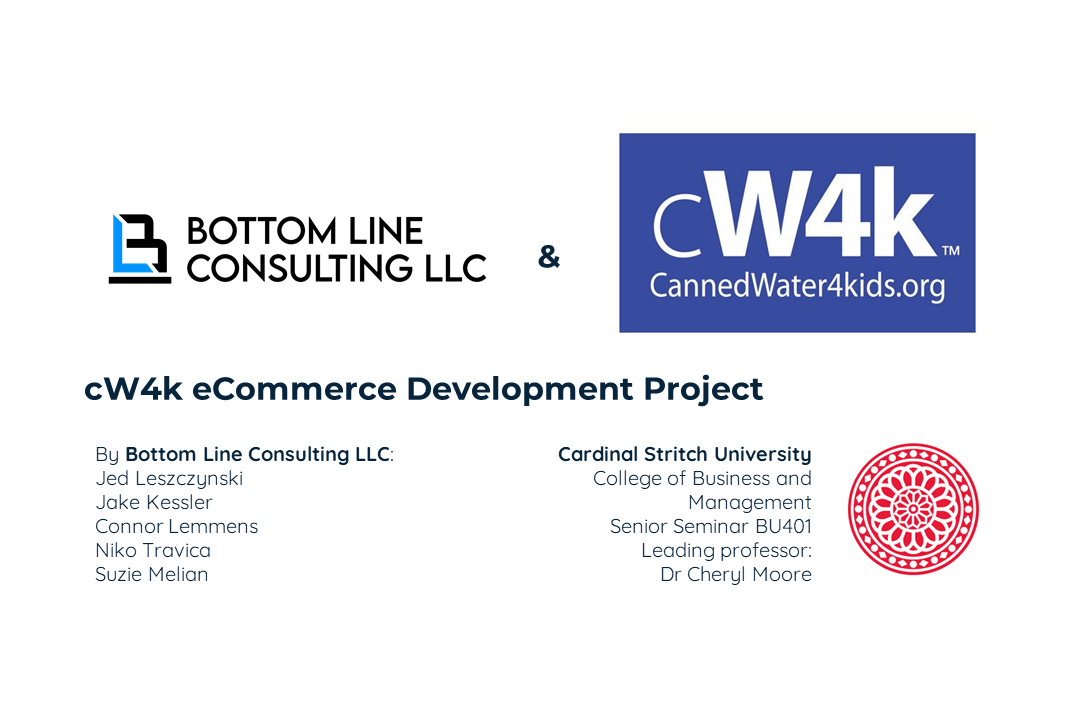 BOTTOM LINE
CONSULTING LLC
&
cW4k™
CannedWater4kids.org
cW4k eCommerce Development Project
By Bottom Line Consulting LLC:
Jed Leszczynski
Jake Kessler
Connor Lemmens
Niko Travica
Suzie Melian
Cardinal Stritch University
College of Business and
Management
Senior Seminar BU401
Leading professor:
Dr Cheryl Moore